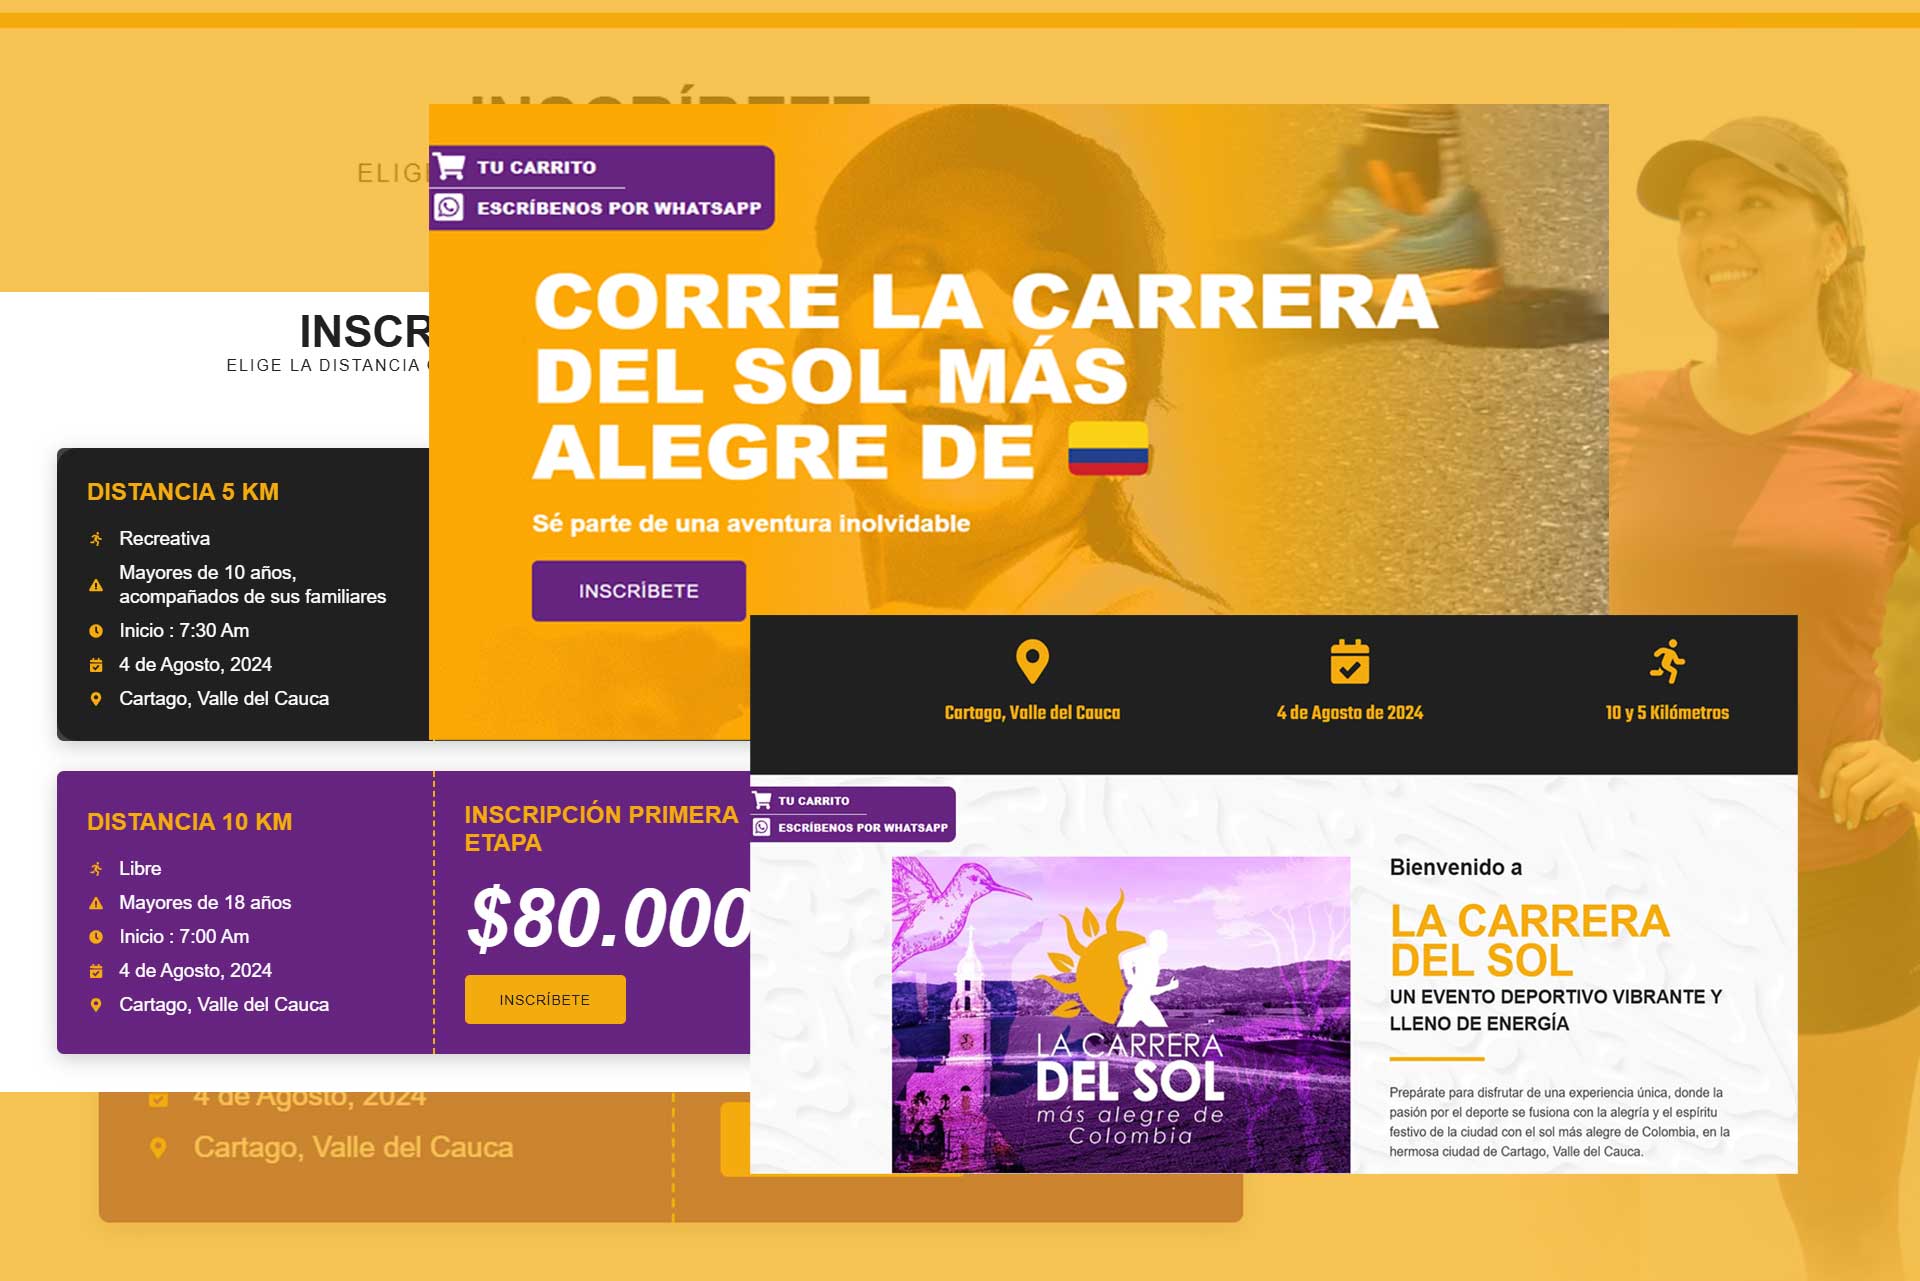 INSCRÍBETE
ELIGE
INSCR
ELIGE LA DISTANCIA
DISTANCIA 5 KM
Recreativa
Mayores de 10 años,
acompañados de sus familiares
Inicio : 7:30 Am
4 de Agosto, 2024
Cartago, Valle del Cauca
DISTANCIA 10 KM
Libre
Mayores de 18 años
Inicio : 7:00 Am
4 de Agosto, 2024
Cartago, Valle del Cauca
INSCRIPCIÓN PRIMERA
ETAPA
$80.000
INSCRÍBETE
TU CARRITO
ESCRÍBENOS POR WHATSAPP
CORRE LA CARRERA
DEL SOL MÁS
ALEGRE DE
Sé parte de una aventura inolvidable
INSCRÍBETE
Cartago, Valle del Cauca
4 de Agosto de 2024
10 y 5 Kilómetros
TU CARRITO
ESCRÍBENOS POR WHATSAPP
LA CARRERA
DEL SOL
más alegre de
Colombia
Bienvenido a
LA CARRERA
DEL SOL
UN EVENTO DEPORTIVO VIBRANTE Y
LLENO DE ENERGÍA
Prepárate para disfrutar de una experiencia única, donde la
pasión por el deporte se fusiona con la alegría y el espíritu
festivo de la ciudad con el sol más alegre de Colombia, en la
hermosa ciudad de Cartago, Valle del Cauca.
4 de Agosto, 2024
Cartago, Valle del Cauca